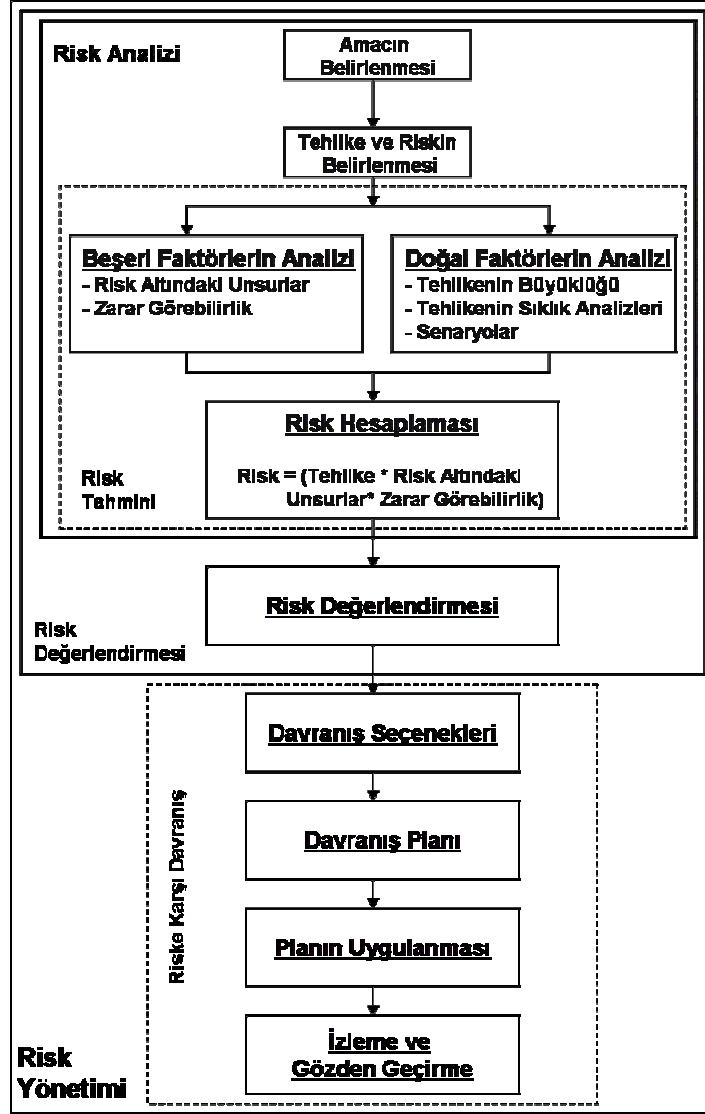 Risk Analizi
Amacın
Belirlenmesi
Tehlike ve Riskin
Belirlenmesi
Beşeri Faktörlerin Analizi
- Risk Altındaki Unsurlar
- Zarar Görebilirlik
Doğal Faktörlerin Analizi
- Tehlikenin Büyüklüğü
- Tehlikenin Sıklık Analizleri
- Senaryolar
Risk Hesaplaması
Risk = (Tehlike * Risk Altındaki
Unsurlar* Zarar Görebilirlik)
Risk
Tahmini
Risk Değerlendirmesi
Risk
Değerlendirmesi
Davranış Seçenekleri
Davranış Planı
Riske Karşı Davranış
Planın Uygulanması
İzleme ve
Gözden Geçirme
Risk
Yönetimi